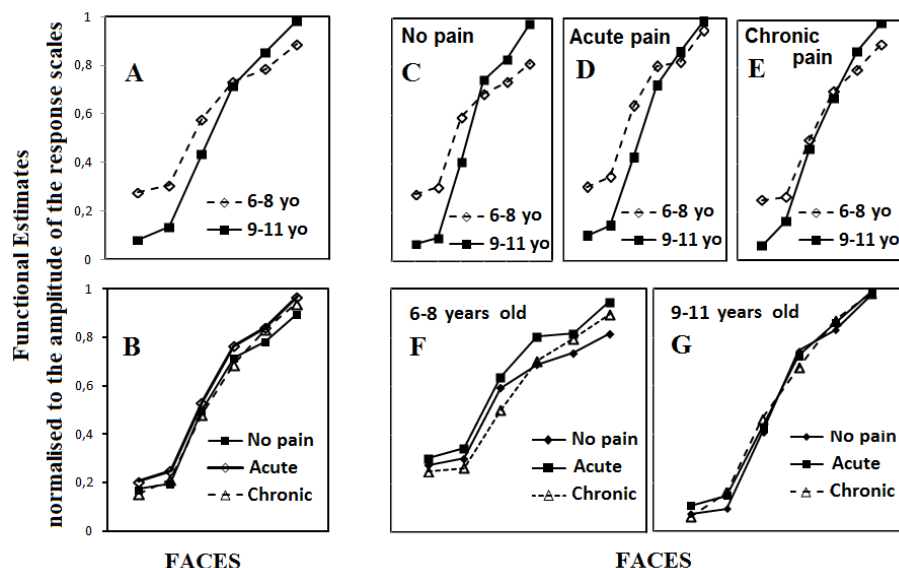 Functional Estimates
normalised to the amplitude of the response scales
1
0,8
0,6
0,4
0,2
0
A
6-8 yo
9-11 yo
No pain
C
6-8 yo
9-11 yo
Acute pain
D
6-8 yo
9-11 yo
Chronic
pain
E
6-8 yo
9-11 yo
1
0,8
0,6
0,4
0,2
0
B
No pain
Acute
Chronic
6-8 years old
F
No pain
Acute
Chronic
9-11 years old
G
No pain
Acute
Chronic
FACES
FACES